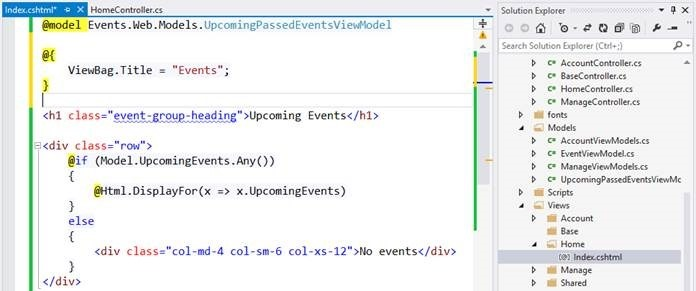 Index.cshtml*
HomeController.cs
@model Events.Web.Models.UpcomingPassedEventsViewModel
@{
ViewBag.Title = "Events";
}
<h1 class="event-group-heading">Upcoming Events</h1>
<div class="row">
@if (Model.UpcomingEvents.Any())
{
@Html.DisplayFor(x => x.UpcomingEvents)
}
else
{
<div class="col-md-4 col-sm-6 col-xs-12">No events</div>
}
</div>
Solution Explorer
Search Solution Explorer (Ctrl+;)
AccountController.cs
BaseController.cs
HomeController.cs
ManageController.cs
fonts
Models
AccountViewModels.cs
EventViewModel.cs
ManageViewModels.cs
UpcomingPassedEventsViewMc
Scripts
Views
Account
Base
Home
Index.cshtml
Manage
Shared